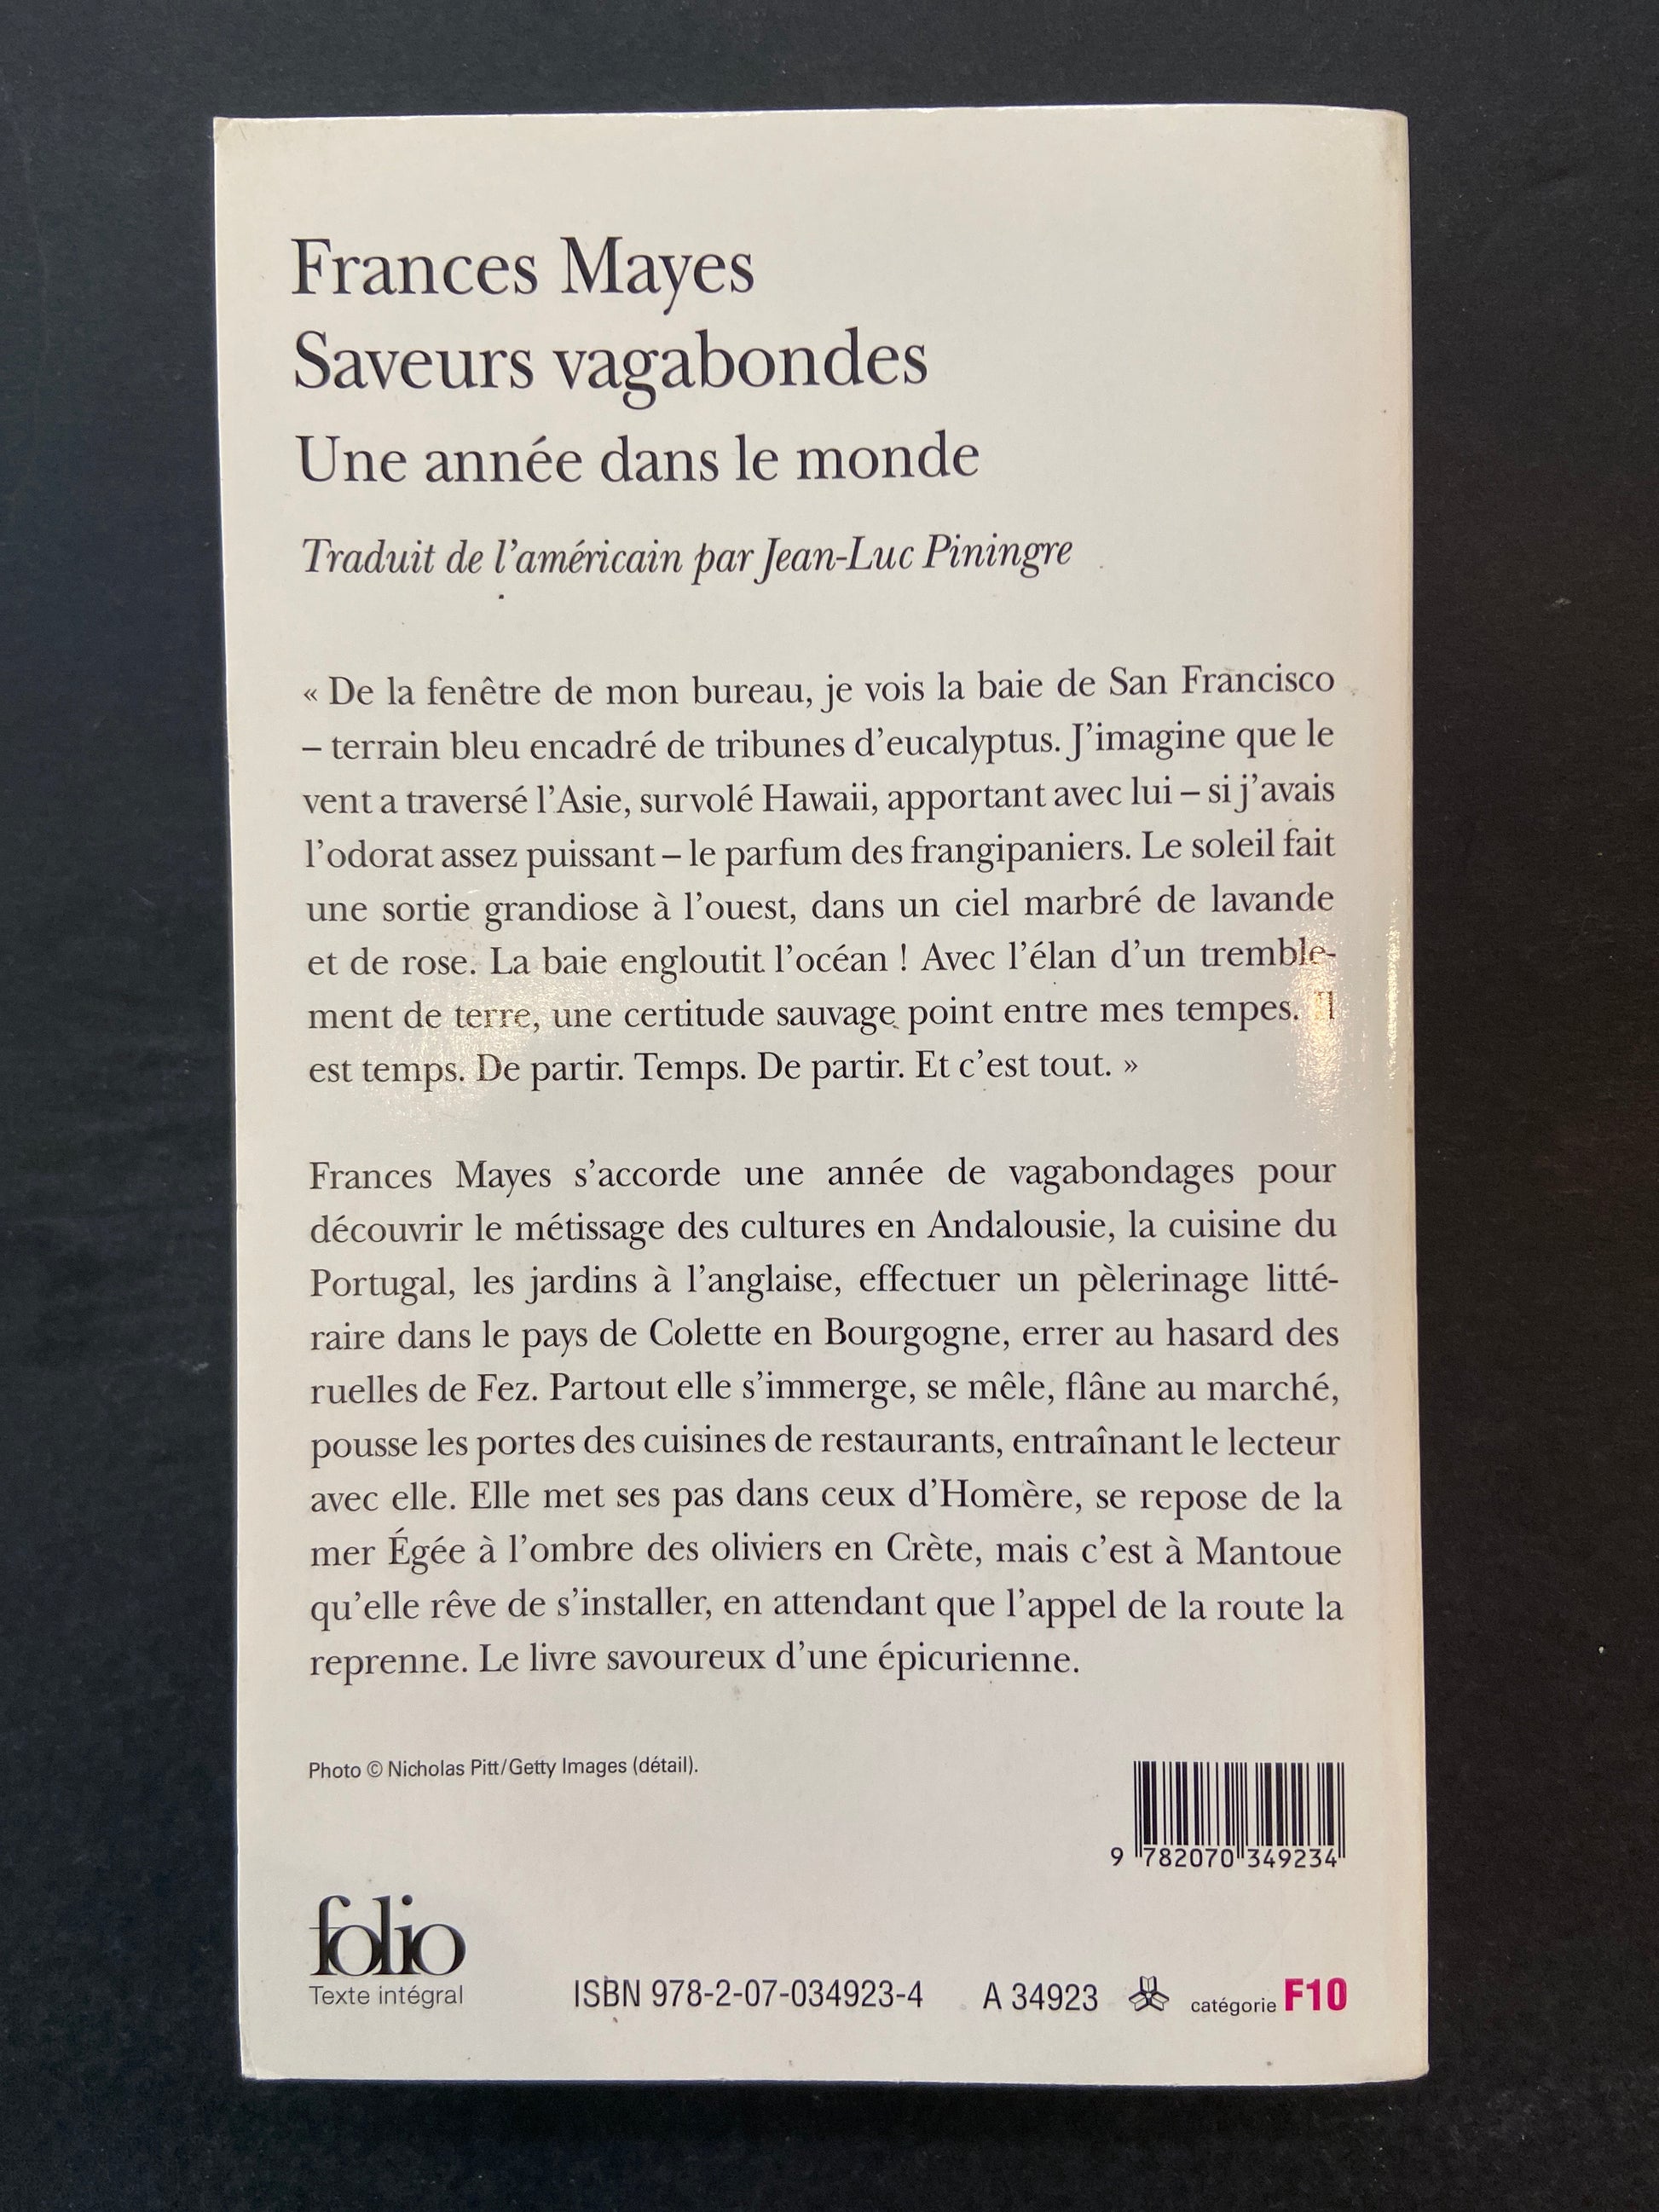 Frances Mayes
Saveurs vagabondes
Une année dans le monde
Traduit de l'américain par Jean-Luc Piningre
« De la fenêtre de mon bureau, je vois la baie de San Francisco
– terrain bleu encadré de tribunes d'eucalyptus. J'imagine que le
vent a traversé l'Asie, survolé Hawaii, apportant avec lui – si j'avais
l'odorat assez puissant – le parfum des frangipaniers. Le soleil fait
une sortie grandiose à l'ouest, dans un ciel marbré de lavande
et de rose. La baie engloutit l'océan ! Avec l'élan d'un tremble-
ment de terre, une certitude sauvage point entre mes tempes. Il
est temps. De partir. Temps. De partir. Et c'est tout. »
Frances Mayes s'accorde une année de vagabondages pour
découvrir le métissage des cultures en Andalousie, la cuisine du
Portugal, les jardins à l'anglaise, effectuer un pèlerinage litté-
raire dans le pays de Colette en Bourgogne, errer au hasard des
ruelles de Fez. Partout elle s'immerge, se mêle, flâne au marché,
pousse les portes des cuisines de restaurants, entraînant le lecteur
avec elle. Elle met ses pas dans ceux d'Homère, se repose de la
mer Égée à l'ombre des oliviers en Crète, mais c'est à Mantoue
qu'elle rêve de s'installer, en attendant que l'appel de la route la
reprenne. Le livre savoureux d'une épicurienne.
Photo © Nicholas Pitt/Getty Images (détail).
9 782070 349234
folio
Texte intégral
ISBN 978-2-07-034923-4 A 34923 catégorie F10